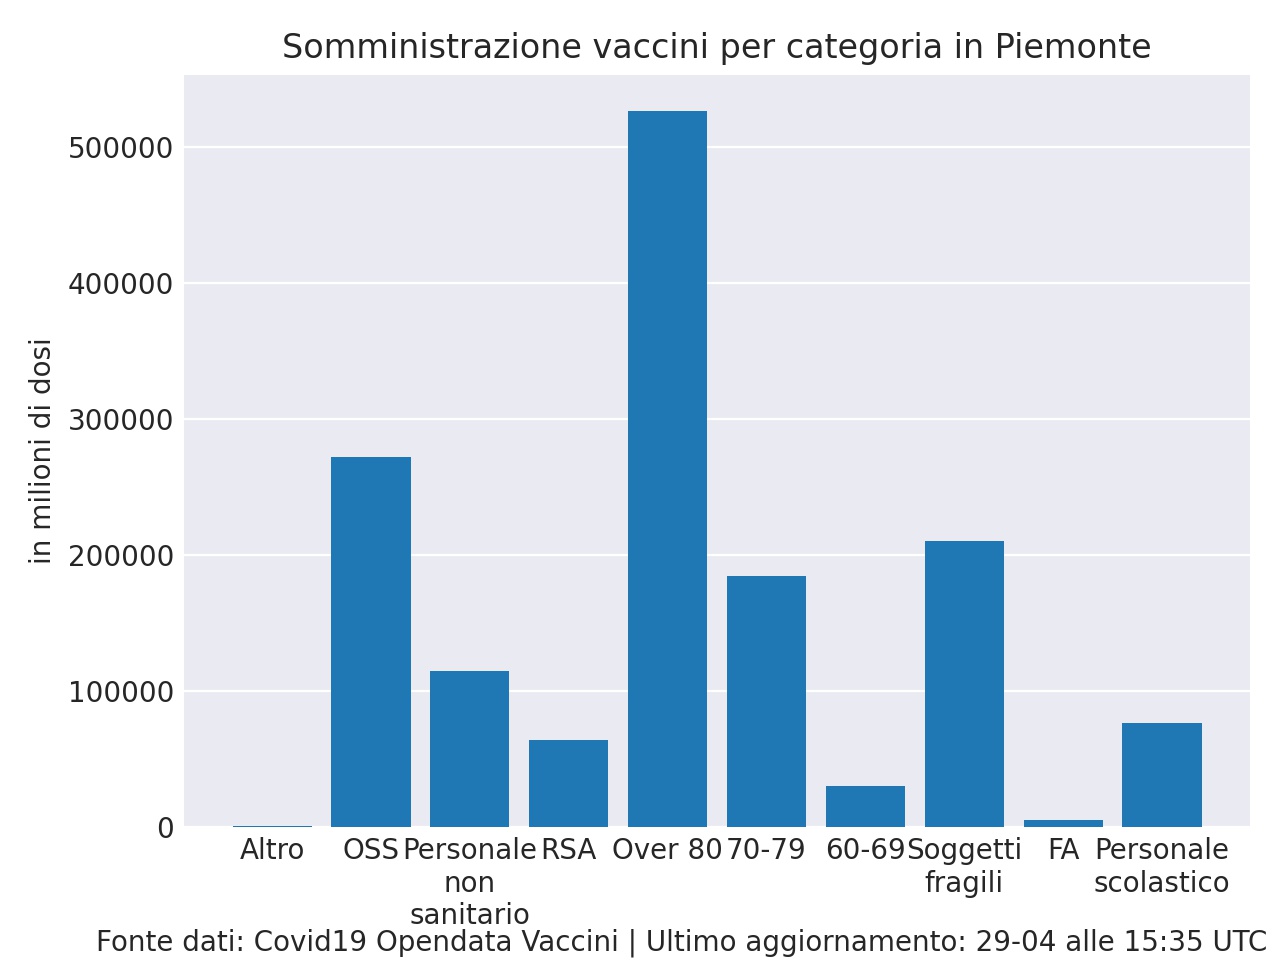 Somministrazione vaccini per categoria in Piemonte
in milioni di dosi
500000
400000
300000
200000
100000
0
Altro
OSS
Personale
non
sanitario
RSA
Over 80
70-79
60-69
Soggetti
fragili
FA
Personale
scolastico
Fonte dati: Covid19 Opendata Vaccini | Ultimo aggiornamento: 29-04 alle 15:35 UTC